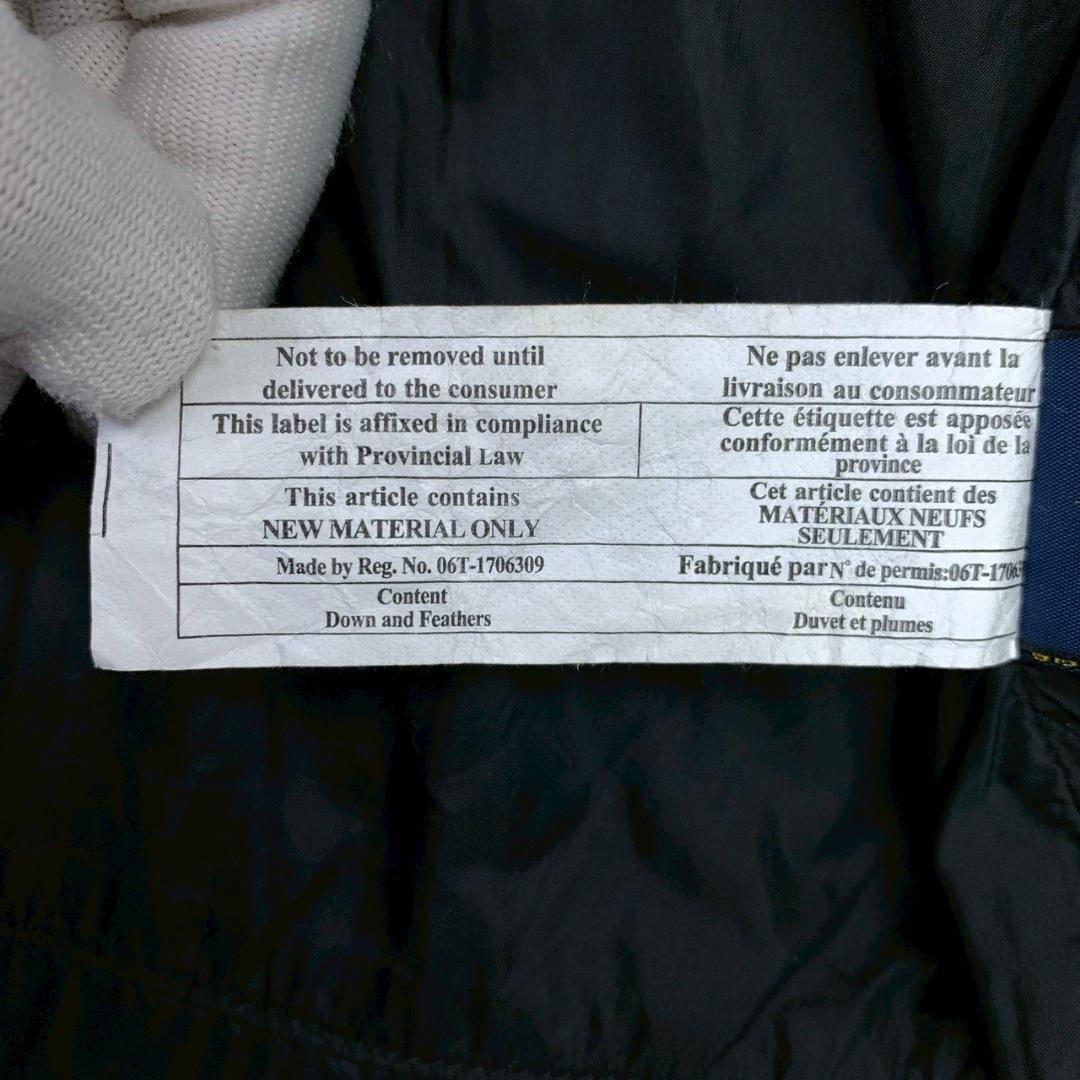 Not to be removed until
delivered to the consumer
Ne pas enlever avant la
livraison au consommateur
This label is affixed in compliance
with Provincial Law
Cette étiquette est apposée
conformément à la loi de la
province
This article contains
NEW MATERIAL ONLY
Cet article contient des
MATÉRIAUX NEUFS
SEULEMENT
Made by Reg. No. 06T-1706309
Fabriqué par N° de permis:
Content
Down and Feathers
Contenu
Duvet et plumes